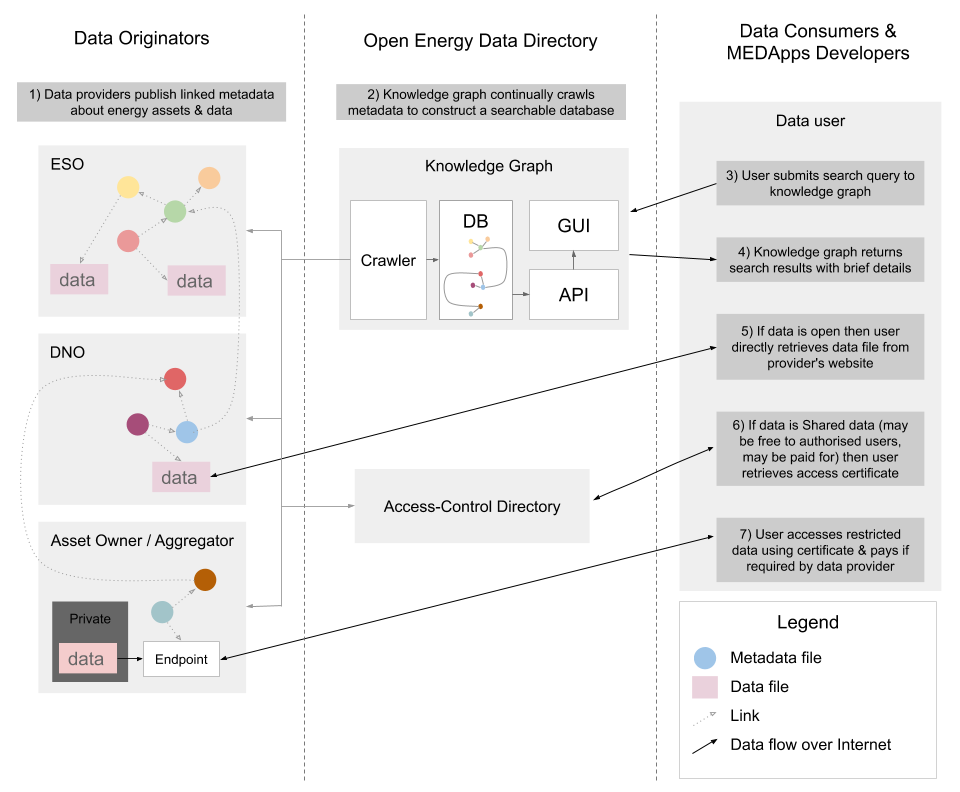 Data Originators
1) Data providers publish linked metadata
about energy assets & data
ESO
data
data
DNO
data
Asset Owner / Aggregator
Private
data
Endpoint
Open Energy Data Directory
2) Knowledge graph continually crawls
metadata to construct a searchable database
Knowledge Graph
Crawler
DB
GUI
API
Access-Control Directory
Data Consumers &
MEDApps Developers
Data user
3) User submits search query to
knowledge graph
4) Knowledge graph returns
search results with brief details
5) If data is open then user
directly retrieves data file from
provider's website
6) If data is Shared data (may
be free to authorised users,
may be paid for) then user
retrieves access certificate
7) User accesses restricted
data using certificate & pays if
required by data provider
Legend
Metadata file
Data file
Link
Data flow over Internet